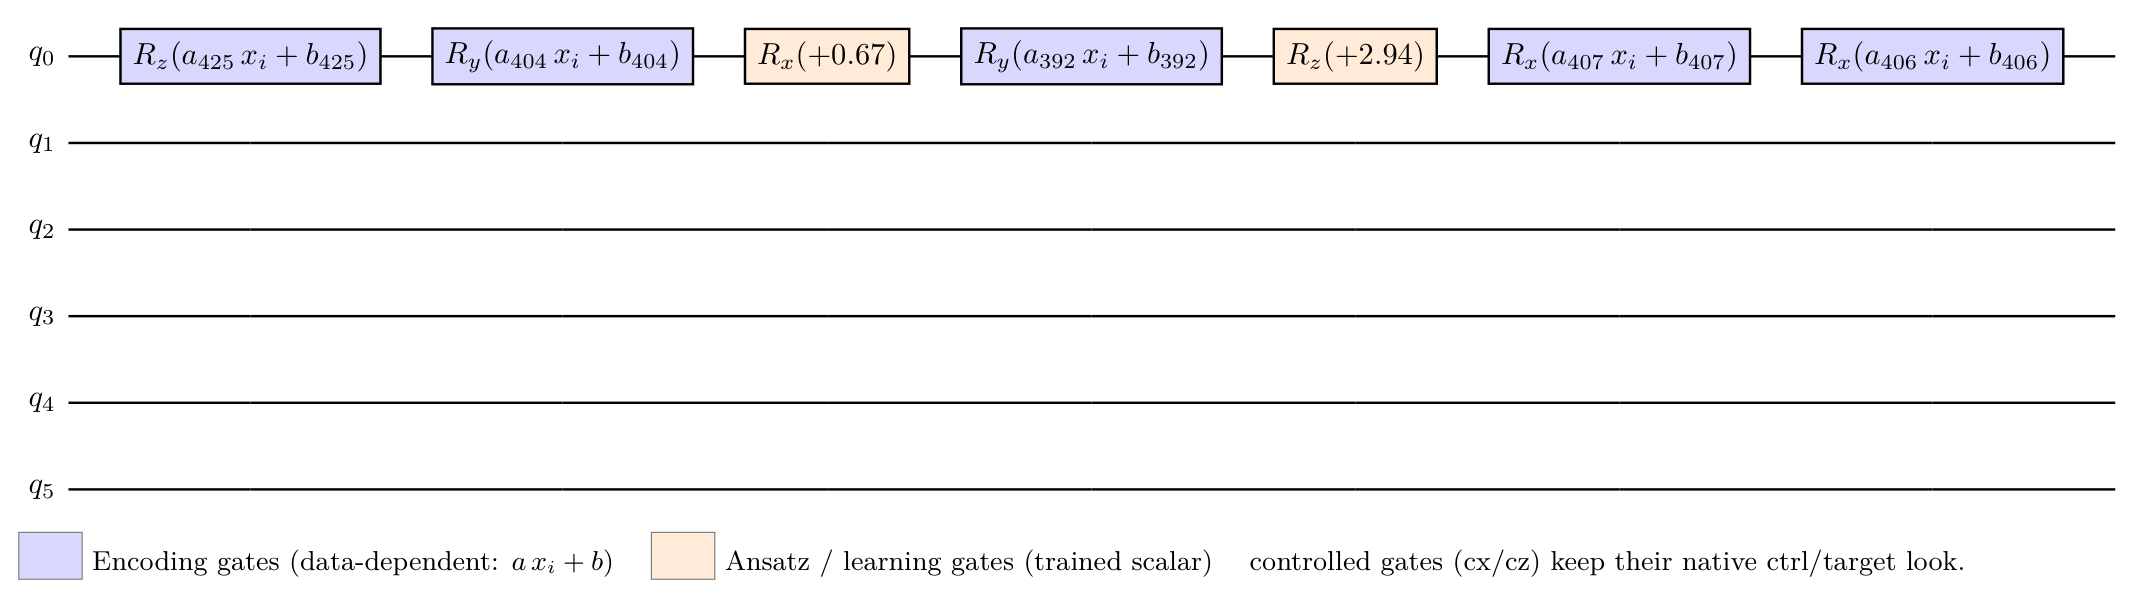 q0 Rz(a425 xi + b425) Ry(a404 xi + b404) Rx(+0.67) Ry(a392 xi + b392) Rz(+2.94) Rx(a407 xi + b407) Rx(a406 xi + b406)
q1
q2
q3
q4
q5
Encoding gates (data-dependent: a xi + b) Ansatz / learning gates (trained scalar) controlled gates (cx/cz) keep their native ctrl/target look.